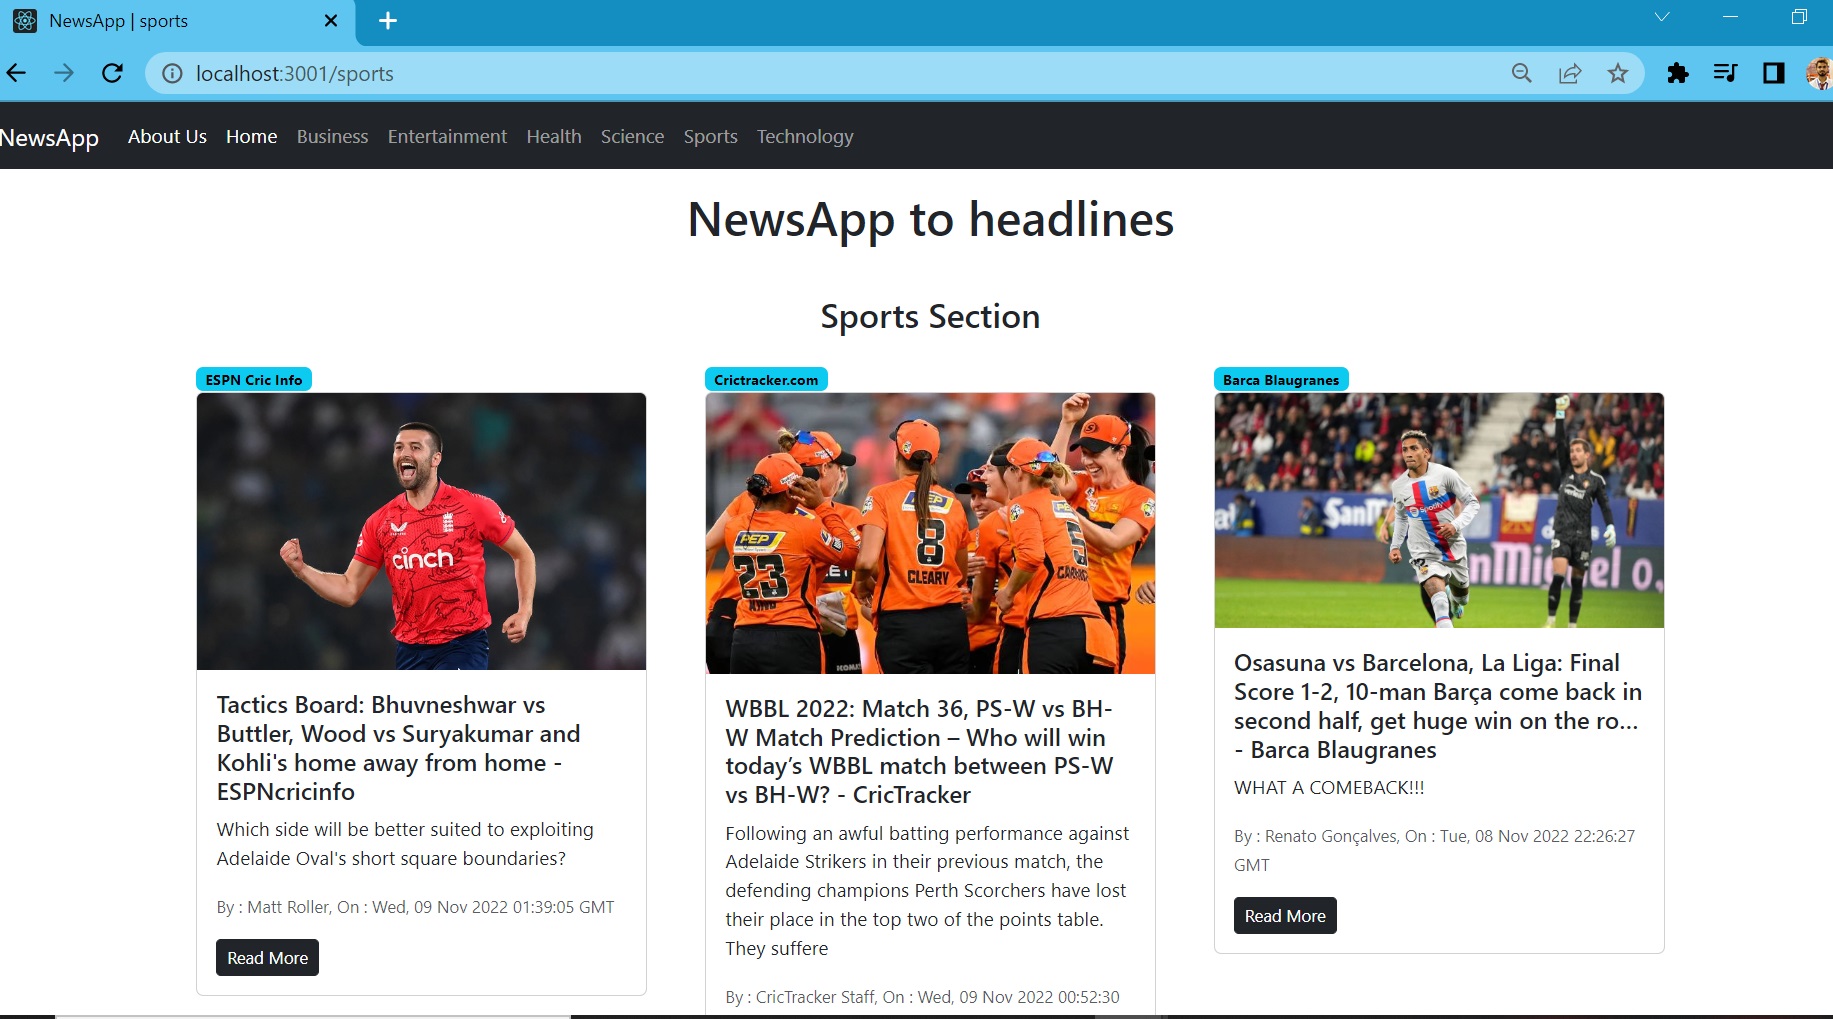 NewsApp | sports
localhost:3001/sports
NewsApp About Us Home Business Entertainment Health Science Sports Technology
NewsApp to headlines
Sports Section
ESPN Cric Info
cinch
Tactics Board: Bhuvneshwar vs
Buttler, Wood vs Suryakumar and
Kohli's home away from home -
ESPNcricinfo
Which side will be better suited to exploiting
Adelaide Oval's short square boundaries?
By : Matt Roller, On : Wed, 09 Nov 2022 01:39:05 GMT
Read More
Crictracker.com
PEP
23
PEP
8
CLEARY
5
WBBL 2022: Match 36, PS-W vs BH-
W Match Prediction – Who will win
today’s WBBL match between PS-W
vs BH-W? - CricTracker
Following an awful batting performance against
Adelaide Strikers in their previous match, the
defending champions Perth Scorchers have lost
their place in the top two of the points table.
They suffere
By : CricTracker Staff, On : Wed, 09 Nov 2022 00:52:30
Barca Blaugranes
Spotify
Osasuna vs Barcelona, La Liga: Final
Score 1-2, 10-man Barça come back in
second half, get huge win on the ro…
- Barca Blaugranes
WHAT A COMEBACK!!!
By : Renato Gonçalves, On : Tue, 08 Nov 2022 22:26:27
GMT
Read More